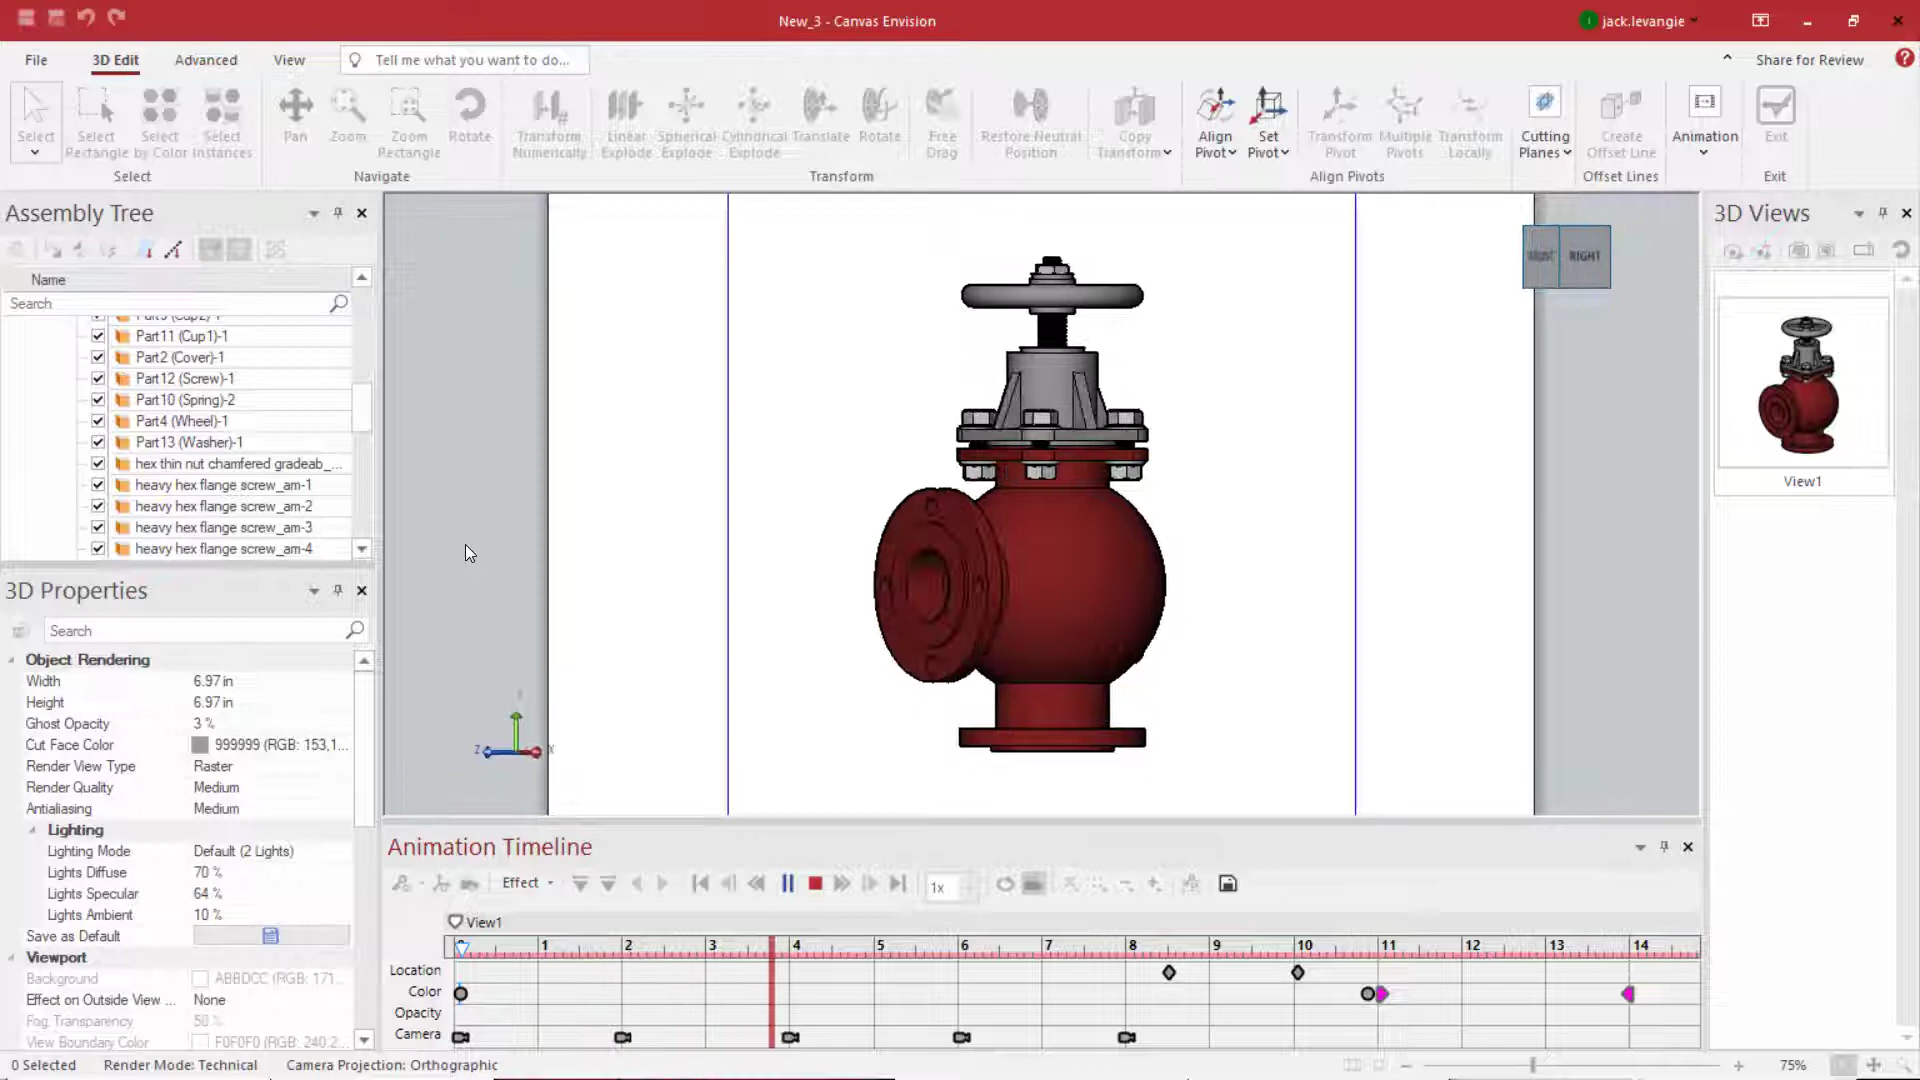 New_3 - Canvas Envision
jack.levangie
File
3D Edit
Advanced
View
Tell me what you want to do...
Share for Review
Select
Select Rectangle
Select by Color
Select Instances
Pan
Zoom
Zoom Rectangle
Rotate
Transform Numerically
Linear Explode
Spherical Explode
Cylindrical Explode
Translate
Rotate
Free Drag
Restore Neutral Position
Copy Transform
Align Pivot
Set Pivot
Transform Pivot
Multiple Pivots
Transform Locally
Cutting Planes
Create Offset Line
Animation
Exit
Select
Navigate
Transform
Align Pivots
Offset Lines
Exit
Assembly Tree
Name
Search
Part11 (Cup1)-1
Part2 (Cover)-1
Part12 (Screw)-1
Part10 (Spring)-2
Part4 (Wheel)-1
Part13 (Washer)-1
hex thin nut chamfered gradeab_...
heavy hex flange screw_am-1
heavy hex flange screw_am-2
heavy hex flange screw_am-3
heavy hex flange screw_am-4
3D Properties
Search
Object Rendering
Width 6.97 in
Height 6.97 in
Ghost Opacity 3 %
Cut Face Color 999999 (RGB: 153,1...
Render View Type Raster
Render Quality Medium
Antialiasing Medium
Lighting
Lighting Mode Default (2 Lights)
Lights Diffuse 70 %
Lights Specular 64 %
Lights Ambient 10 %
Save as Default
Viewport
Background ABBDCC (RGB: 171...
Effect on Outside View ... None
Fog Transparency 50 %
View Boundary Color F0F0F0 (RGB: 240,2...
RIGHT
Z
X
3D Views
View1
Animation Timeline
Effect
1x
View1
1 2 3 4 5 6 7 8 9 10 11 12 13 14
Location
Color
Opacity
Camera
0 Selected
Render Mode: Technical
Camera Projection: Orthographic
75%